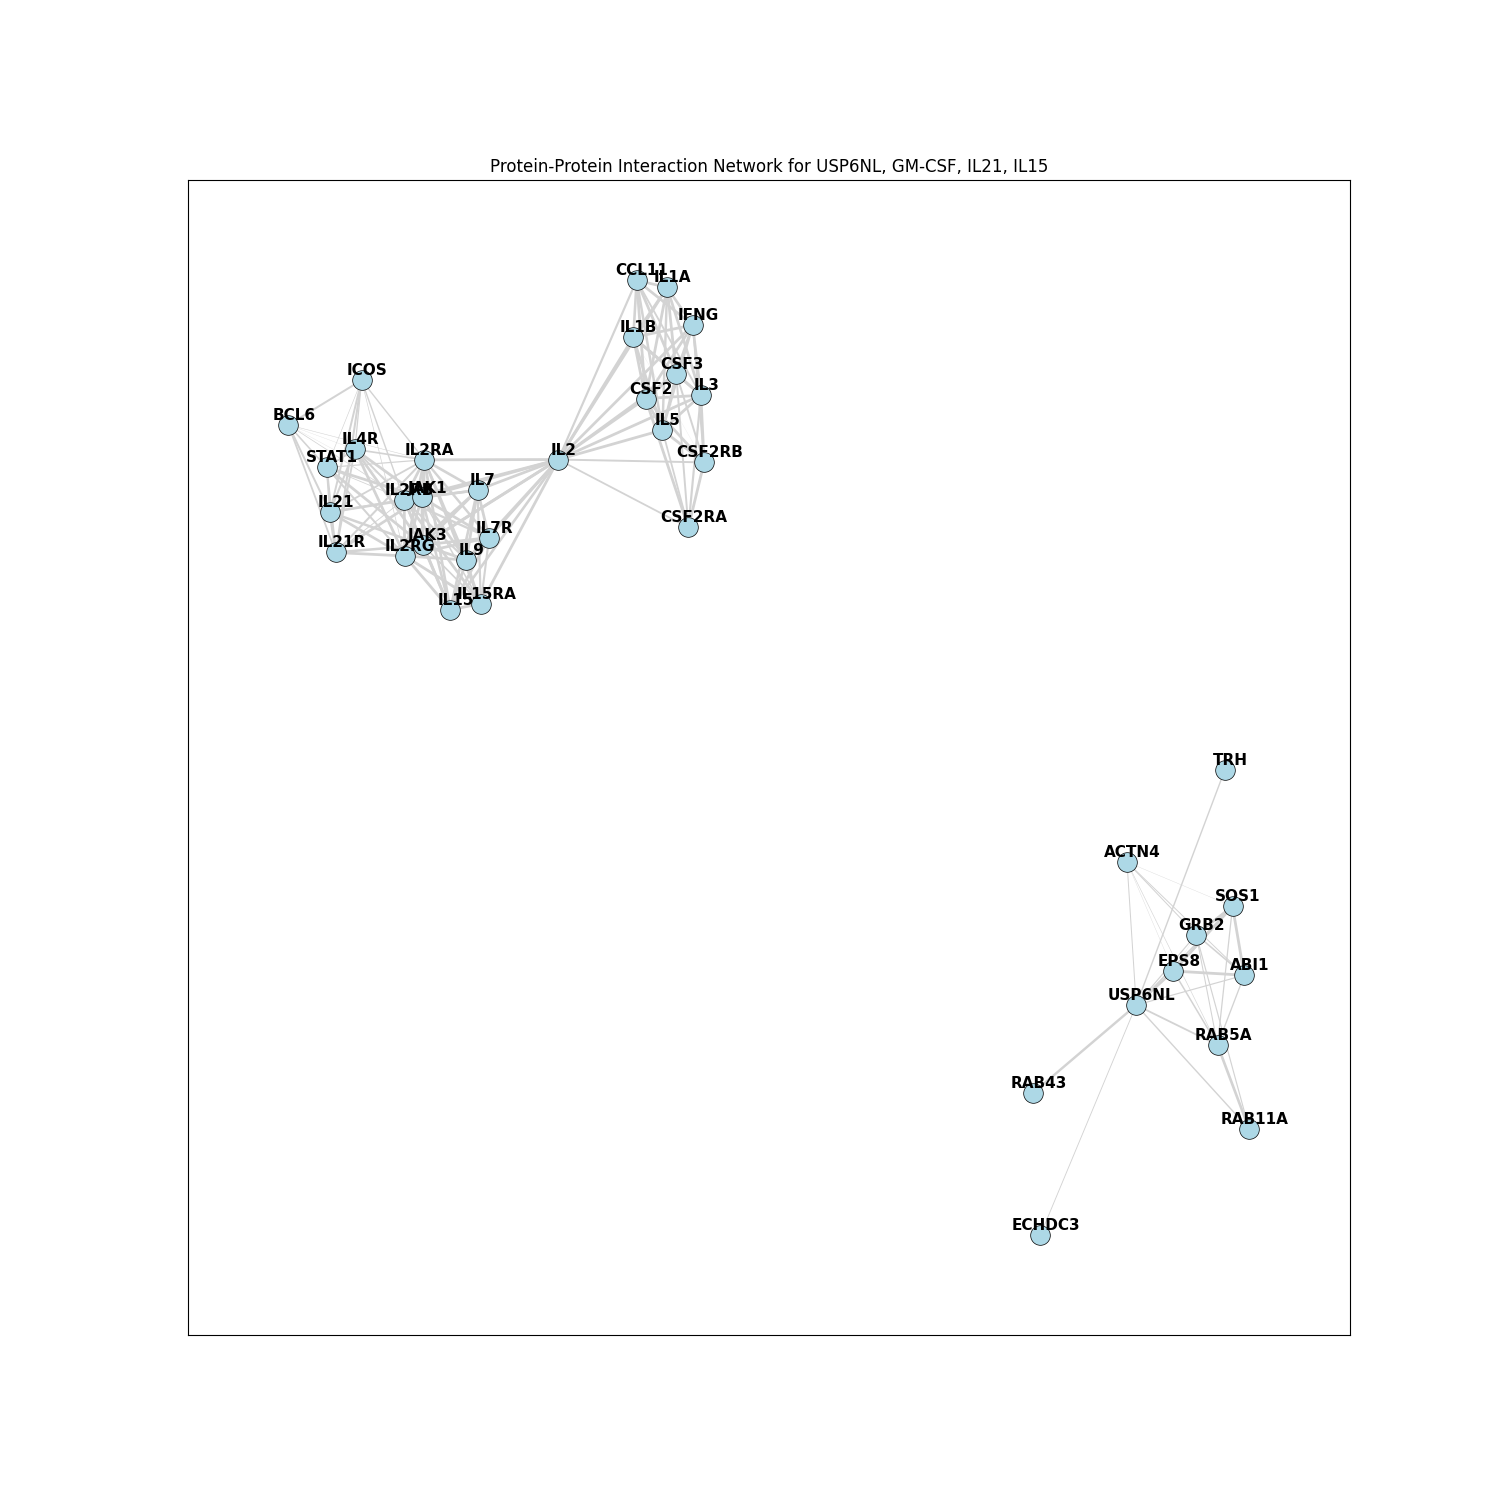 Protein-Protein Interaction Network for USP6NL, GM-CSF, IL21, IL15
CCL11
IL1A
IFNG
IL1B
CSF3
ICOS
IL3
CSF2
BCL6
IL5
IL4R
IL2RA
IL2
CSF2RB
STAT1
IL7
JAK1
IL21
CSF2RA
IL7R
JAK3
IL21R
IL2RG
IL9
IL15RA
IL15
TRH
ACTN4
SOS1
GRB2
EPS8
ABI1
USP6NL
RAB5A
RAB43
RAB11A
ECHDC3